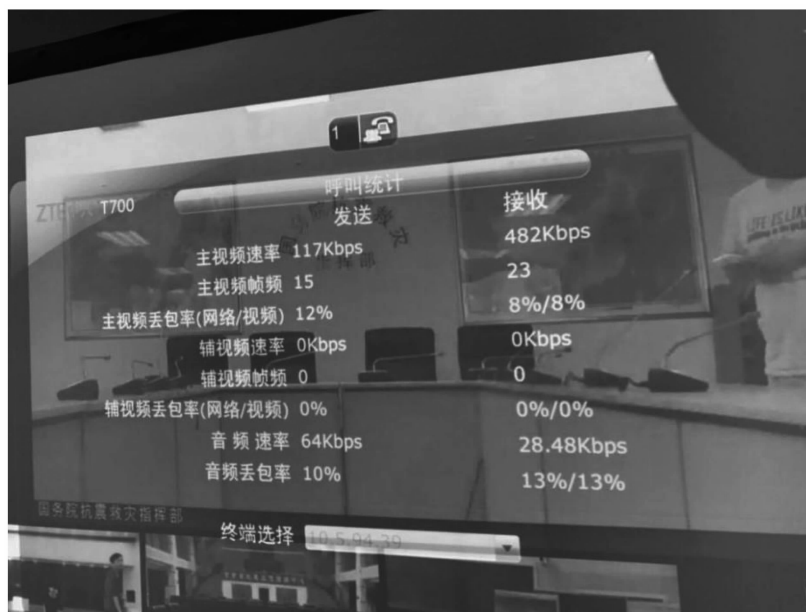 1
呼叫统计
ZTE T700
发送 接收
主视频速率 117Kbps 482Kbps
主视频帧频 15 23
主视频丢包率(网络/视频) 12% 8%/8%
辅视频速率 0Kbps 0Kbps
辅视频帧频 0 0
辅视频丢包率(网络/视频) 0% 0%/0%
音频速率 64Kbps 28.48Kbps
音频丢包率 10% 13%/13%
国务院抗震救灾指挥部
终端选择 10.5.94.39
LIFE IS LIKE